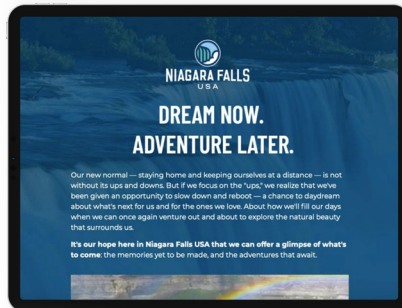 NIAGARA FALLS
USA
DREAM NOW.
ADVENTURE LATER.
Our new normal — staying home and keeping ourselves at a distance — is not
without its ups and downs. But if we focus on the "ups," we realize that we've
been given an opportunity to slow down and reboot — a chance to daydream
about what's next for us and for the ones we love. About how we'll fill our days
when we can once again venture out and about to explore the natural beauty
that surrounds us.
It's our hope here in Niagara Falls USA that we can offer a glimpse of what's
to come: the memories yet to be made, and the adventures that await.